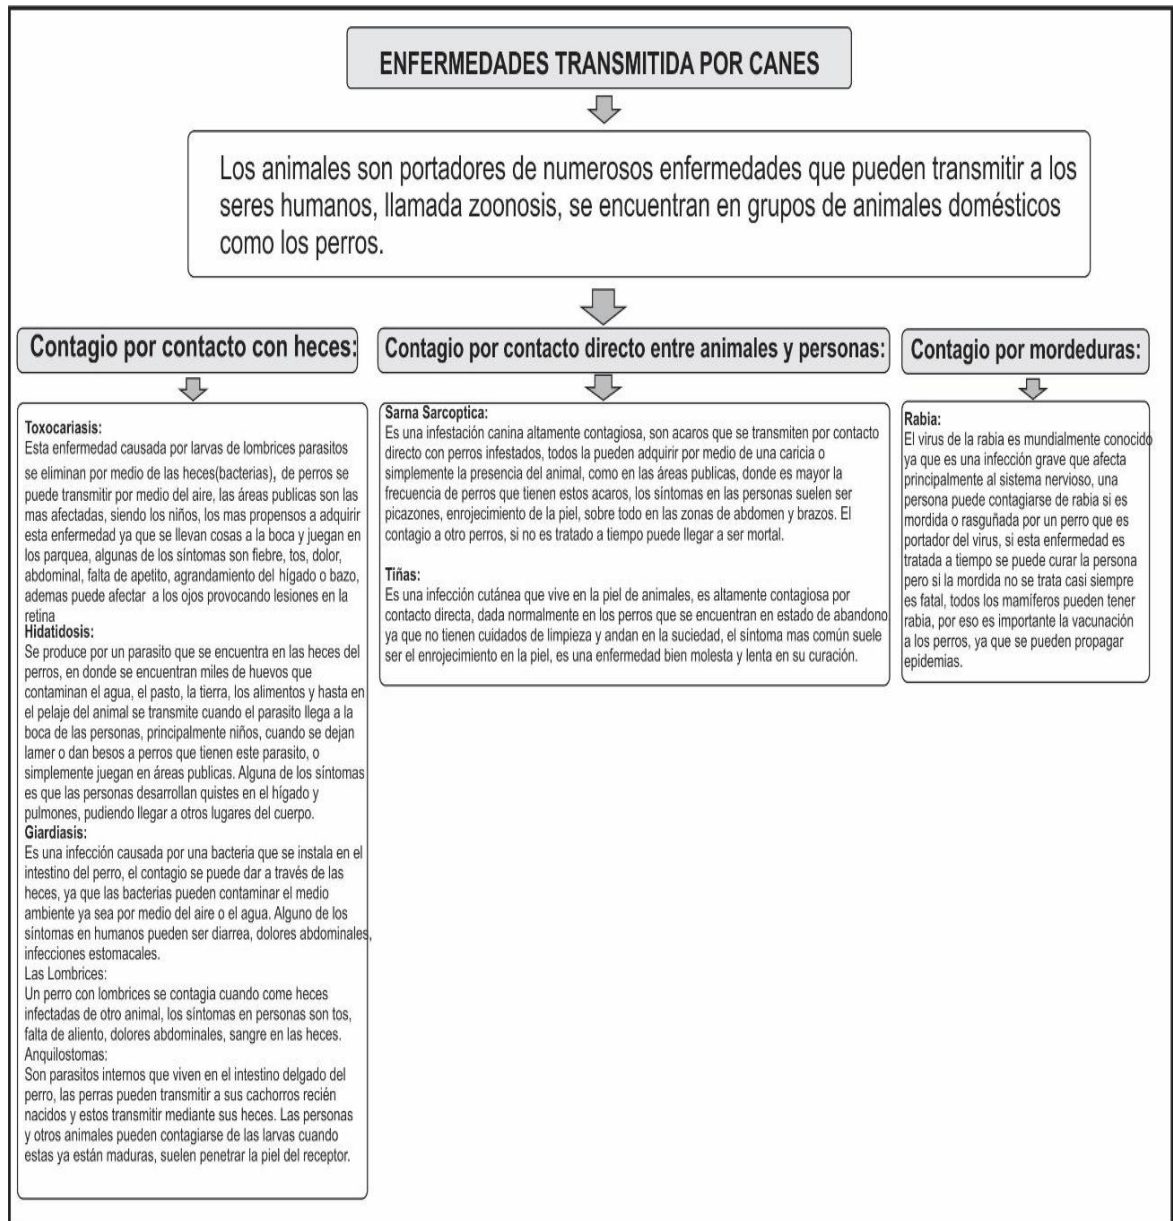 ENFERMEDADES TRANSMITIDA POR CANES
Los animales son portadores de numerosos enfermedades que pueden transmitir a los
seres humanos, llamada zoonosis, se encuentran en grupos de animales domésticos
como los perros.
Contagio por contacto con heces:
Toxocariasis:
Esta enfermedad causada por larvas de lombrices parasitos
se eliminan por medio de las heces(bacterias), de perros se
puede transmitir por medio del aire, las áreas publicas son las
mas afectadas, siendo los niños, los mas propensos a adquirir
esta enfermedad ya que se llevan cosas a la boca y juegan en
los parquea, algunas de los síntomas son fiebre, tos, dolor,
abdominal, falta de apetito, agrandamiento del hígado o bazo,
ademas puede afectar a los ojos provocando lesiones en la
retina
Hidatidosis:
Se produce por un parasito que se encuentra en las heces del
perros, en donde se encuentran miles de huevos que
contaminan el agua, el pasto, la tierra, los alimentos y hasta en
el pelaje del animal se transmite cuando el parasito llega a la
boca de las personas, principalmente niños, cuando se dejan
lamer o dan besos a perros que tienen este parasito, o
simplemente juegan en áreas publicas. Alguna de los síntomas
es que las personas desarrollan quistes en el hígado y
pulmones, pudiendo llegar a otros lugares del cuerpo.
Giardiasis:
Es una infección causada por una bacteria que se instala en el
intestino del perro, el contagio se puede dar a través de las
heces, ya que las bacterias pueden contaminar el medio
ambiente ya sea por medio del aire o el agua. Alguno de los
síntomas en humanos pueden ser diarrea, dolores abdominales,
infecciones estomacales.
Las Lombrices:
Un perro con lombrices se contagia cuando come heces
infectadas de otro animal, los síntomas en personas son tos,
falta de aliento, dolores abdominales, sangre en las heces.
Anquilostomas:
Son parasitos internos que viven en el intestino delgado del
perro, las perras pueden transmitir a sus cachorros recién
nacidos y estos transmitir mediante sus heces. Las personas
y otros animales pueden contagiarse de las larvas cuando
estas ya están maduras, suelen penetrar la piel del receptor.
Contagio por contacto directo entre animales y personas:
Sarna Sarcoptica:
Es una infestación canina altamente contagiosa, son acaros que se transmiten por contacto
directo con perros infestados, todos la pueden adquirir por medio de una caricia o
simplemente la presencia del animal, como en las áreas publicas, donde es mayor la
frecuencia de perros que tienen estos acaros, los síntomas en las personas suelen ser
picazones, enrojecimiento de la piel, sobre todo en las zonas de abdomen y brazos. El
contagio a otro perros, si no es tratado a tiempo puede llegar a ser mortal.
Tiñas:
Es una infección cutánea que vive en la piel de animales, es altamente contagiosa por
contacto directa, dada normalmente en los perros que se encuentran en estado de abandono
ya que no tienen cuidados de limpieza y andan en la suciedad, el síntoma mas común suele
ser el enrojecimiento en la piel, es una enfermedad bien molesta y lenta en su curación.
Contagio por mordeduras:
Rabia:
El virus de la rabia es mundialmente conocido
ya que es una infección grave que afecta
principalmente al sistema nervioso, una
persona puede contagiarse de rabia si es
mordida o rasguñada por un perro que es
portador del virus, si esta enfermedad es
tratada a tiempo se puede curar la persona
pero si la mordida no se trata casi siempre
es fatal, todos los mamíferos pueden tener
rabia, por eso es importante la vacunación
a los perros, ya que se pueden propagar
epidemias.